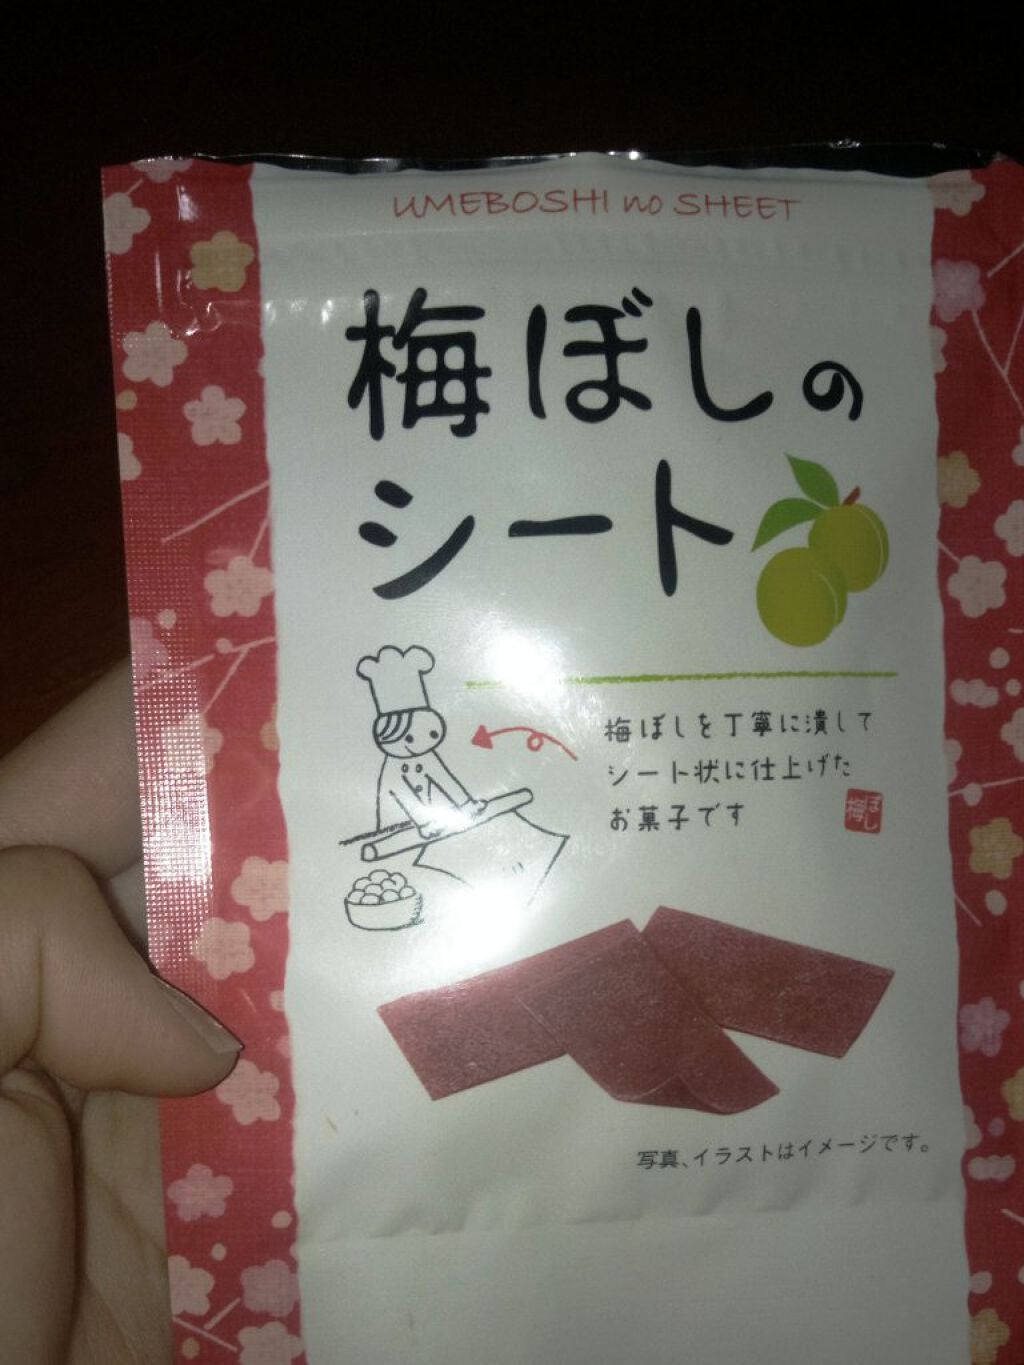 UMEBOSHI no SHEET
梅ぼしの
シート
梅ぼしを丁寧に潰して
シート状に仕上げた
お菓子です
梅ぼし
写真、イラストはイメージです。